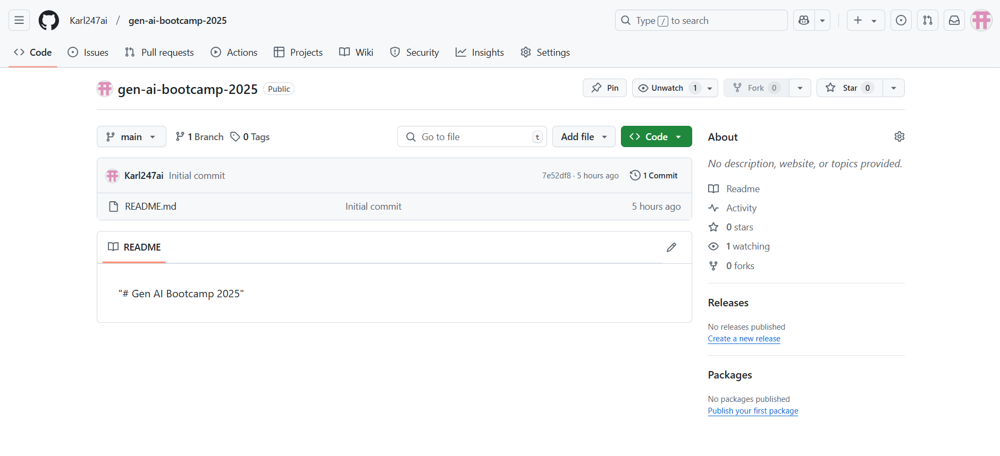 Karl247ai / gen-ai-bootcamp-2025
Type / to search
Code
Issues
Pull requests
Actions
Projects
Wiki
Security
Insights
Settings
gen-ai-bootcamp-2025 Public
Pin
Unwatch 1
Fork 0
Star 0
main
1 Branch
0 Tags
Go to file t
Add file
Code
Karl247ai Initial commit 7e52df8 · 5 hours ago 1 Commit
README.md Initial commit 5 hours ago
README
"# Gen AI Bootcamp 2025"
About
No description, website, or topics provided.
Readme
Activity
0 stars
1 watching
0 forks
Releases
No releases published
Create a new release
Packages
No packages published
Publish your first package